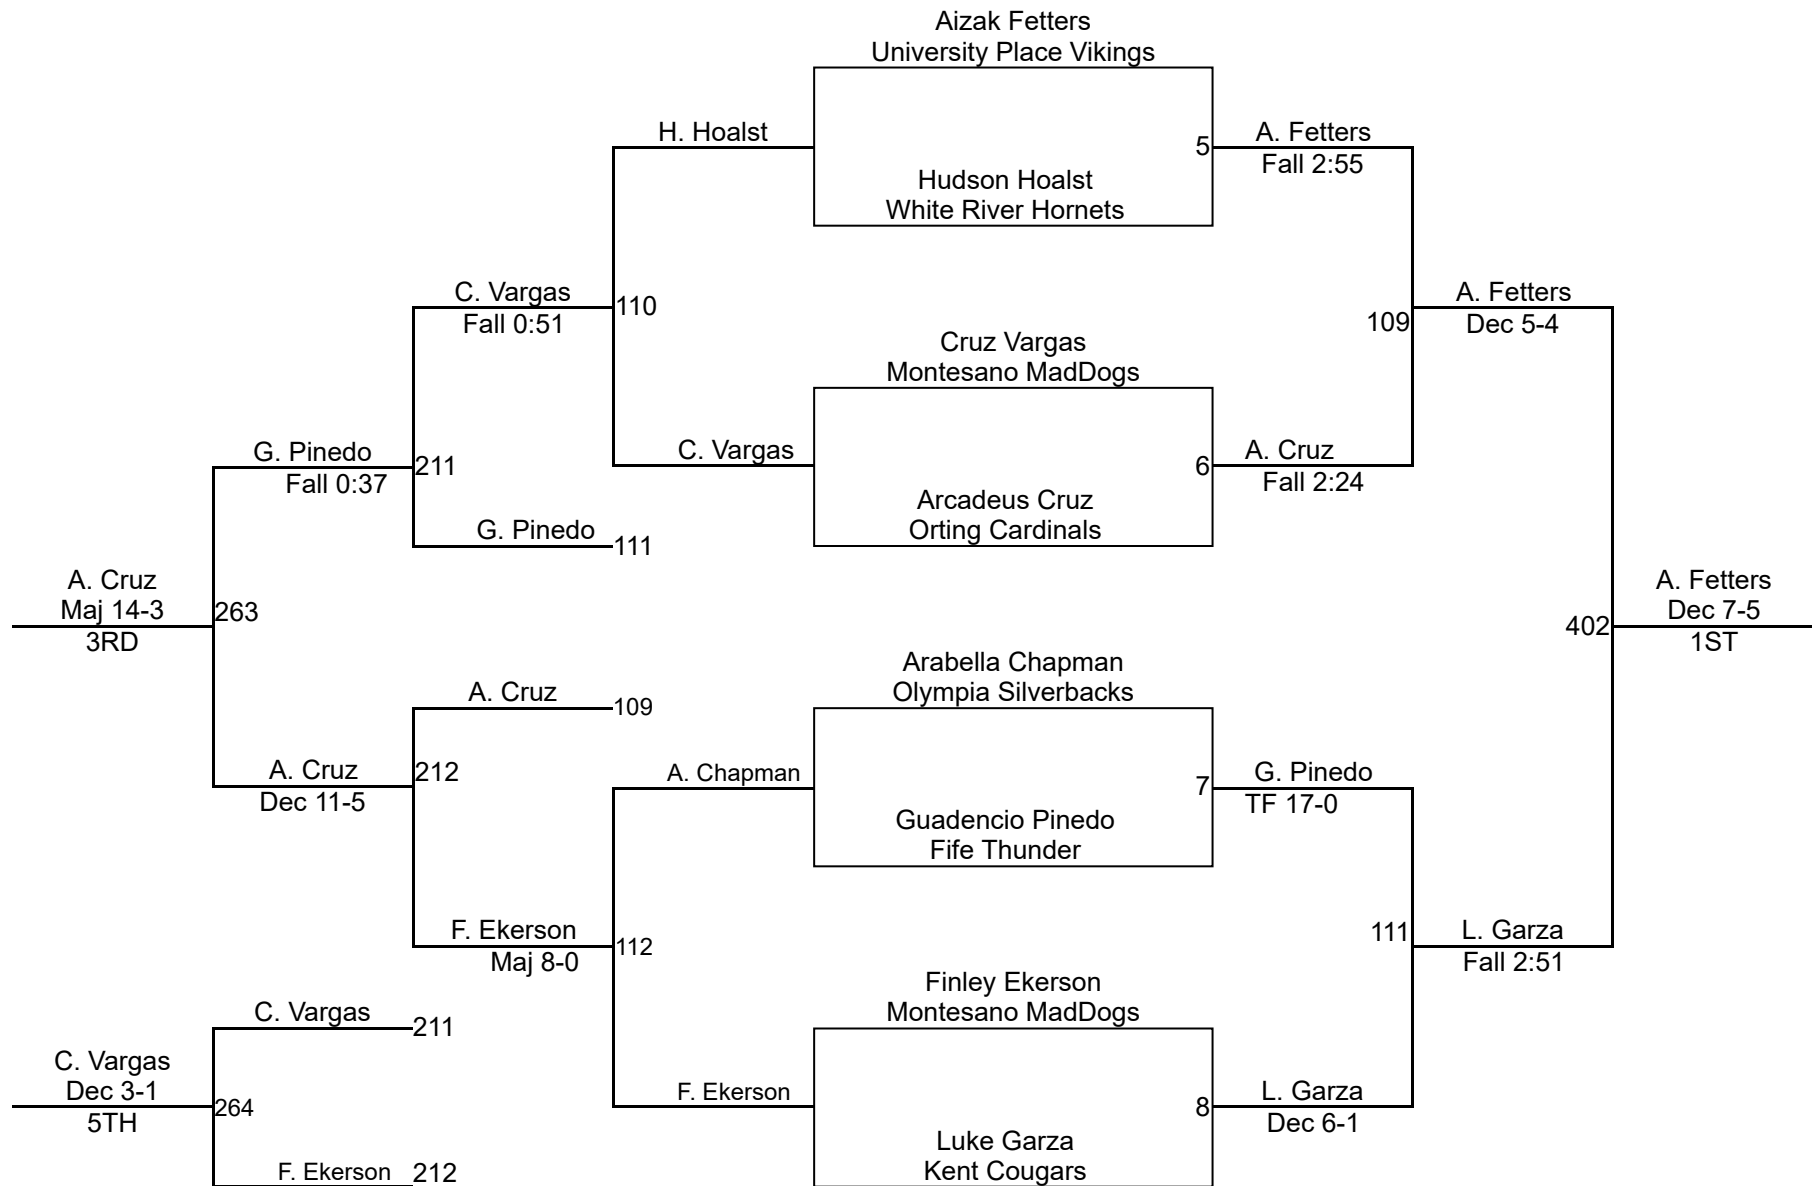 Aizak Fetters
University Place Vikings
H. Hoalst
5
A. Fetters
Fall 2:55
Hudson Hoalst
White River Hornets
C. Vargas
Fall 0:51
110
109
A. Fetters
Dec 5-4
Cruz Vargas
Montesano MadDogs
G. Pinedo
Fall 0:37
211
C. Vargas
6
A. Cruz
Fall 2:24
Arcadeus Cruz
Orting Cardinals
G. Pinedo
111
A. Cruz
Maj 14-3
3RD
263
402
A. Fetters
Dec 7-5
1ST
Arabella Chapman
Olympia Silverbacks
A. Cruz
109
A. Cruz
Dec 11-5
212
A. Chapman
7
G. Pinedo
TF 17-0
Guadencio Pinedo
Fife Thunder
F. Ekerson
Maj 8-0
112
111
L. Garza
Fall 2:51
Finley Ekerson
Montesano MadDogs
C. Vargas
211
C. Vargas
Dec 3-1
5TH
264
F. Ekerson
8
L. Garza
Dec 6-1
Luke Garza
Kent Cougars
F. Ekerson
212